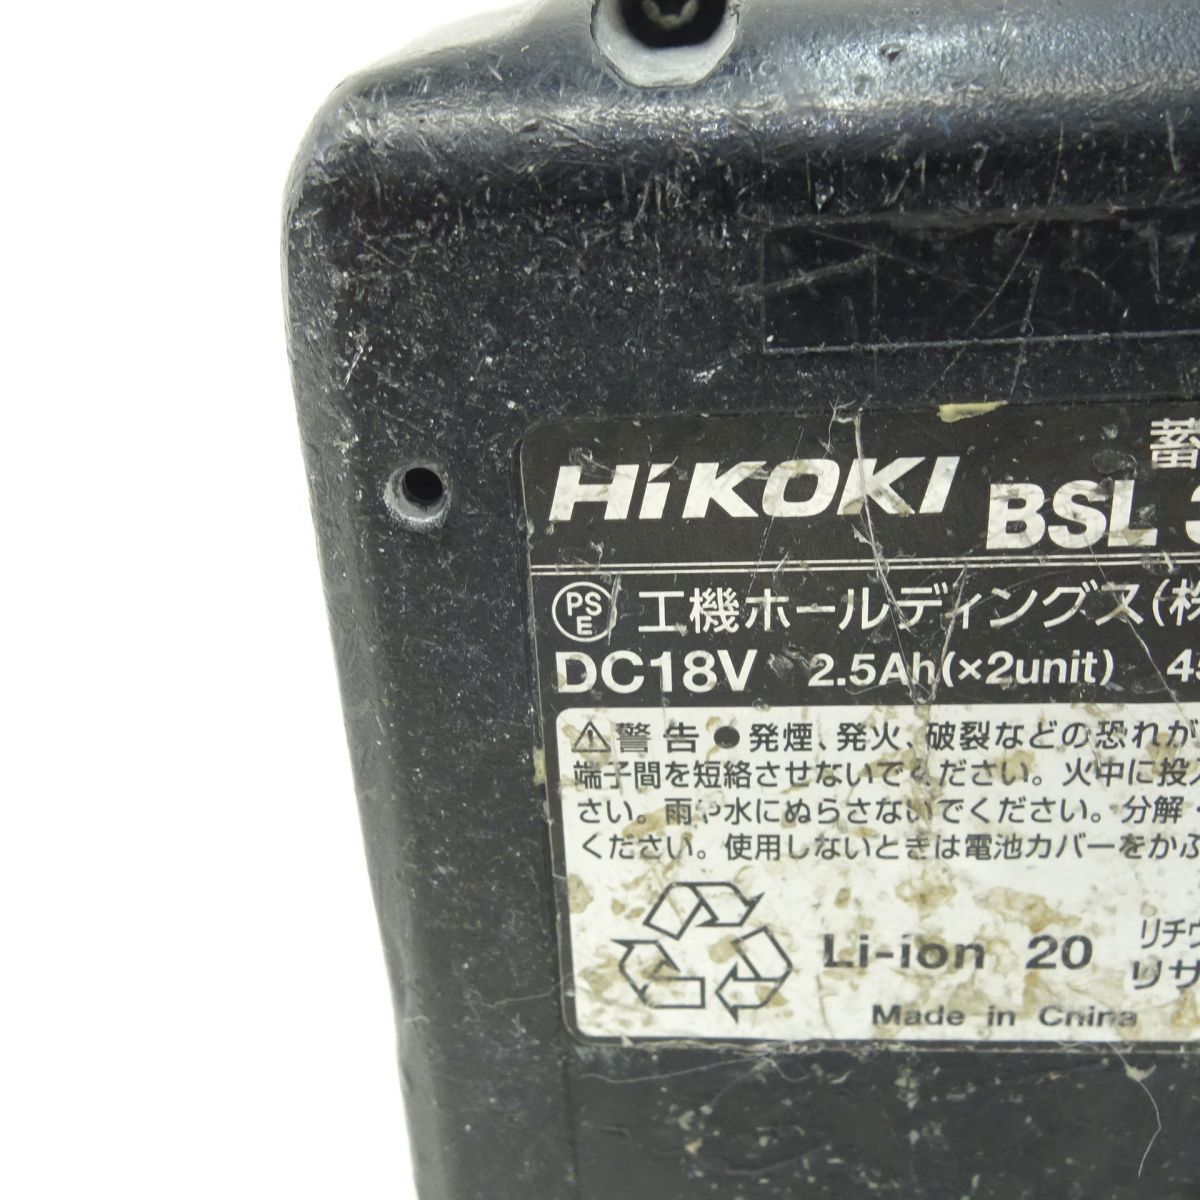 HiKOKI
蓄
BSL 3
PSE 工機ホールディングス(株
DC18V 2.5Ah(×2unit) 4
⚠警告 ●発煙、発火、破裂などの恐れが
端子間を短絡させないでください。火中に投入
さい。雨や水にぬらさないでください。分解・
ください。使用しないときは電池カバーをかぶ
Li-ion 20
リチウ
リサ
Made in China